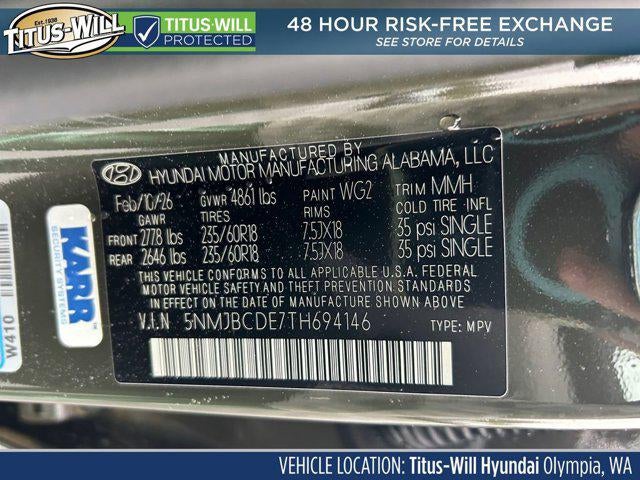 Est. 1938
TITUS-WILL
TITUS-WILL
PROTECTED
48 HOUR RISK-FREE EXCHANGE
SEE STORE FOR DETAILS
MANUFACTURED BY
HYUNDAI MOTOR MANUFACTURING ALABAMA, LLC
Feb/10/26 GVWR 4861 lbs PAINT WG2 TRIM MMH
GAWR TIRES RIMS COLD TIRE INFL
FRONT 2778 lbs 235/60R18 7.5JX18 35 psi SINGLE
REAR 2646 lbs 235/60R18 7.5JX18 35 psi SINGLE
THIS VEHICLE CONFORMS TO ALL APPLICABLE U.S.A. FEDERAL
MOTOR VEHICLE SAFETY AND THEFT PREVENTION STANDARDS
IN EFFECT ON THE DATE OF MANUFACTURE SHOWN ABOVE.
V.I.N 5NMJBCDE7TH694146 TYPE: MPV
KARR
SECURITY SYSTEMS
W410
VEHICLE LOCATION: Titus-Will Hyundai Olympia, WA